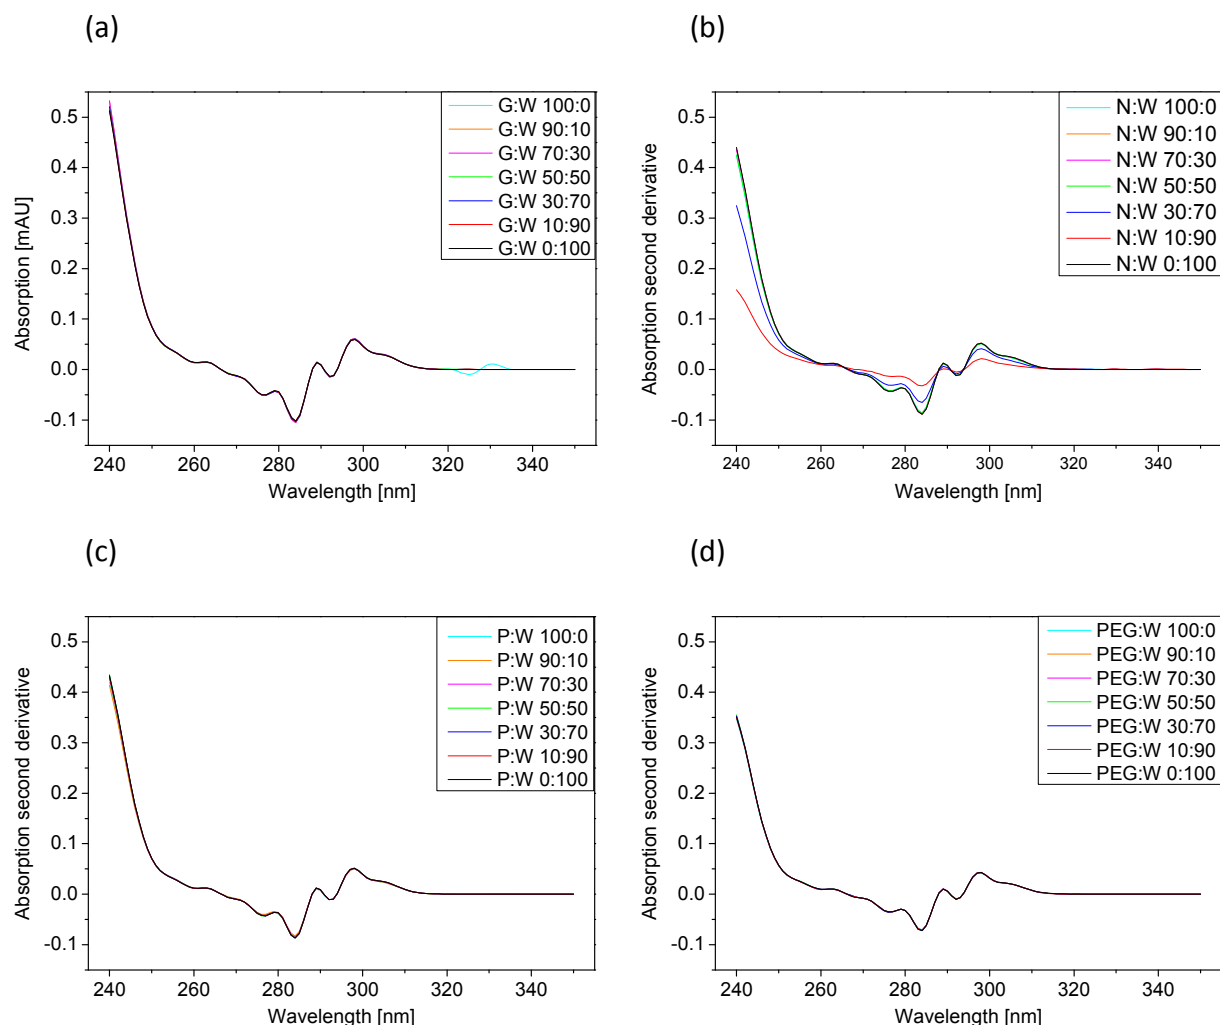 (a)
0.5
0.4
0.3
0.2
0.1
0.0
-0.1
Absorption [mAU]
G:W 100:0
G:W 90:10
G:W 70:30
G:W 50:50
G:W 30:70
G:W 10:90
G:W 0:100
240 260 280 300 320 340
Wavelength [nm]
(b)
0.5
0.4
0.3
0.2
0.1
0.0
-0.1
Absorption second derivative
N:W 100:0
N:W 90:10
N:W 70:30
N:W 50:50
N:W 30:70
N:W 10:90
N:W 0:100
240 260 280 300 320 340
Wavelength [nm]
(c)
0.5
0.4
0.3
0.2
0.1
0.0
-0.1
Absorption second derivative
P:W 100:0
P:W 90:10
P:W 70:30
P:W 50:50
P:W 30:70
P:W 10:90
P:W 0:100
240 260 280 300 320 340
Wavelength [nm]
(d)
0.5
0.4
0.3
0.2
0.1
0.0
-0.1
Absorption second derivative
PEG:W 100:0
PEG:W 90:10
PEG:W 70:30
PEG:W 50:50
PEG:W 30:70
PEG:W 10:90
PEG:W 0:100
240 260 280 300 320 340
Wavelength [nm]